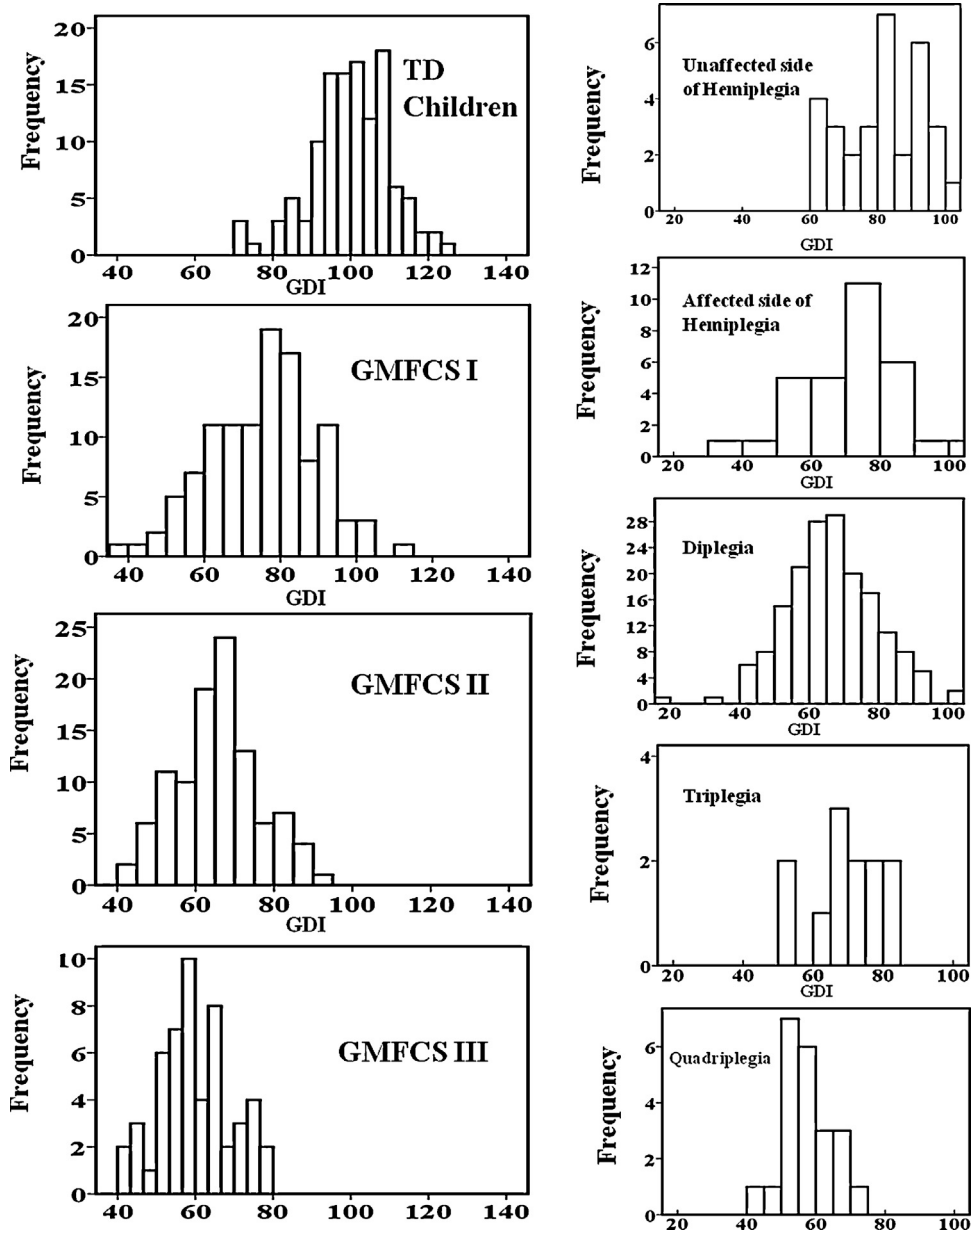 Frequency
20
15
10
5
0
TD
Children
40 60 80 100 120 140
GDI
Frequency
20
15
10
5
0
GMFCS I
40 60 80 100 120 140
GDI
Frequency
25
20
15
10
5
0
GMFCS II
40 60 80 100 120 140
GDI
Frequency
10
8
6
4
2
0
GMFCS III
40 60 80 100 120 140
Frequency
6
4
2
0
Unaffected side
of Hemiplegia
20 40 60 80 100
GDI
Frequency
12
10
8
6
4
2
0
Affected side of
Hemiplegia
20 40 60 80 100
GDI
Frequency
28
24
20
16
12
8
4
0
Diplegia
20 40 60 80 100
GDI
Frequency
4
2
0
Triplegia
20 40 60 80 100
GDI
Frequency
6
4
2
0
Quadriplegia
20 40 60 80 100